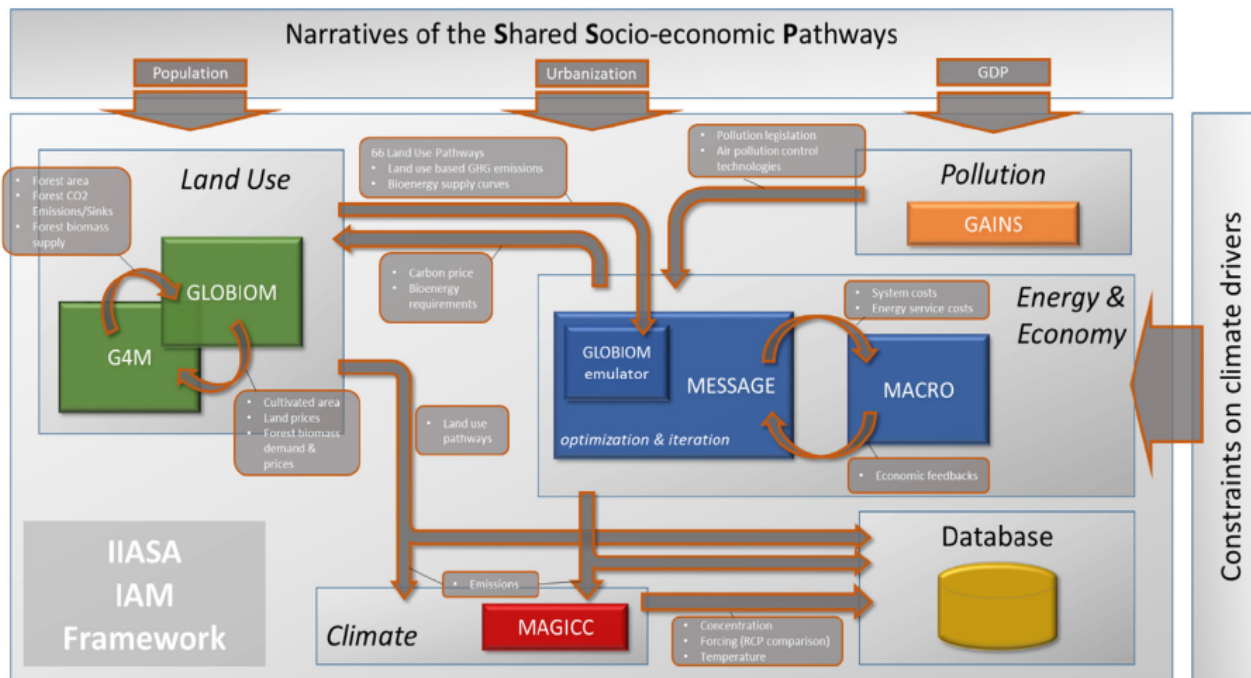 Narratives of the Shared Socio-economic Pathways
Population
Urbanization
GDP
Land Use
• Forest area
• Forest CO2
Emissions/Sinks
• Forest biomass
supply
GLOBIOM
G4M
• Cultivated area
• Land prices
• Forest biomass
demand &
prices
66 Land Use Pathways
• Land use based GHG emissions
• Bioenergy supply curves
• Carbon price
• Bioenergy
requirements
• Pollution legislation
• Air pollution control
technologies
Pollution
GAINS
Energy &
Economy
• System costs
• Energy service costs
GLOBIOM
emulator
MESSAGE
optimization & iteration
MACRO
• Economic feedbacks
• Land use
pathways
Constraints on climate drivers
IIASA
IAM
Framework
• Emissions
Climate
MAGICC
• Concentration
• Forcing (RCP comparison)
• Temperature
Database